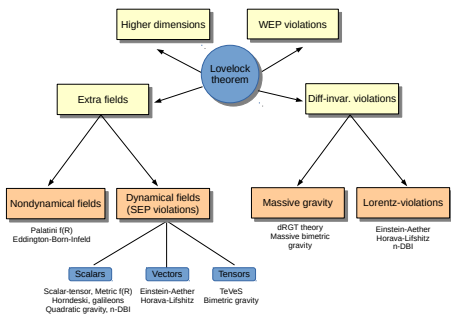 Higher dimensions
WEP violations
Lovelock
theorem
Extra fields
Diff-invar. violations
Nondynamical fields
Dynamical fields
(SEP violations)
Massive gravity
Lorentz-violations
Palatini f(R)
Eddington-Born-Infeld
dRGT theory
Massive bimetric
gravity
Einstein-Aether
Horava-Lifshitz
n-DBI
Scalars
Vectors
Tensors
Scalar-tensor, Metric f(R)
Horndeski, galileons
Quadratic gravity, n-DBI
Einstein-Aether
Horava-Lifshitz
TeVeS
Bimetric gravity